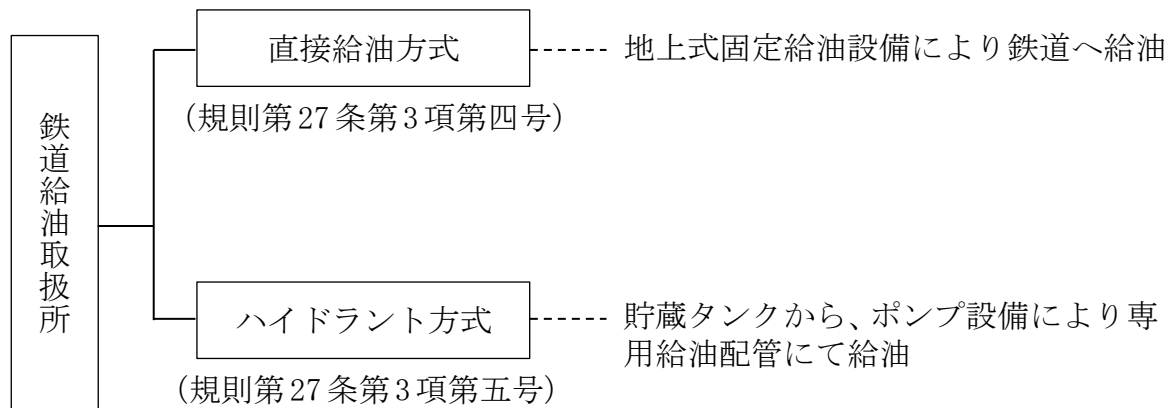 鉄道給油取扱所
直接給油方式
地上式固定給油設備により鉄道へ給油
(規則第27条第3項第四号)
ハイドラント方式
貯蔵タンクから、ポンプ設備により専
用給油配管にて給油
(規則第27条第3項第五号)